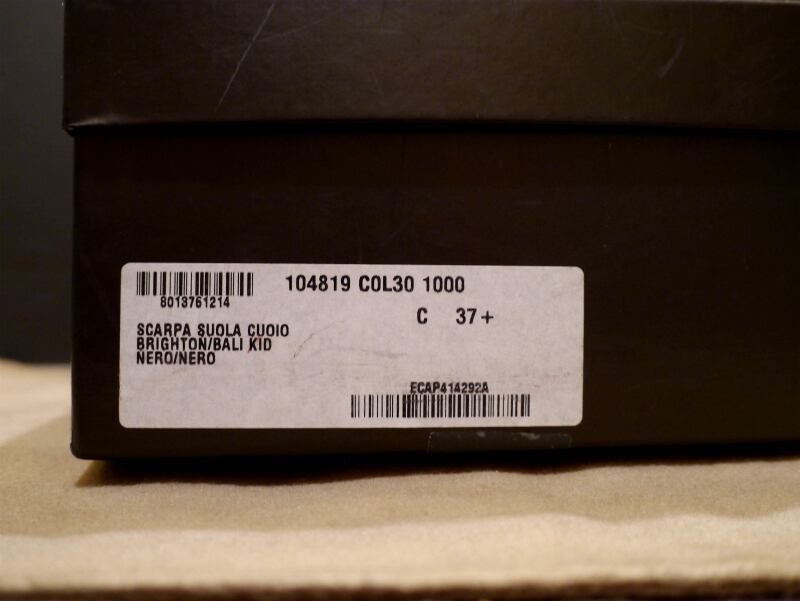 104819 C0L30 1000
8013761214
C 37+
SCARPA SUOLA CUOIO
BRIGHTON/BALI KID
NERO/NERO
ECAP414292A